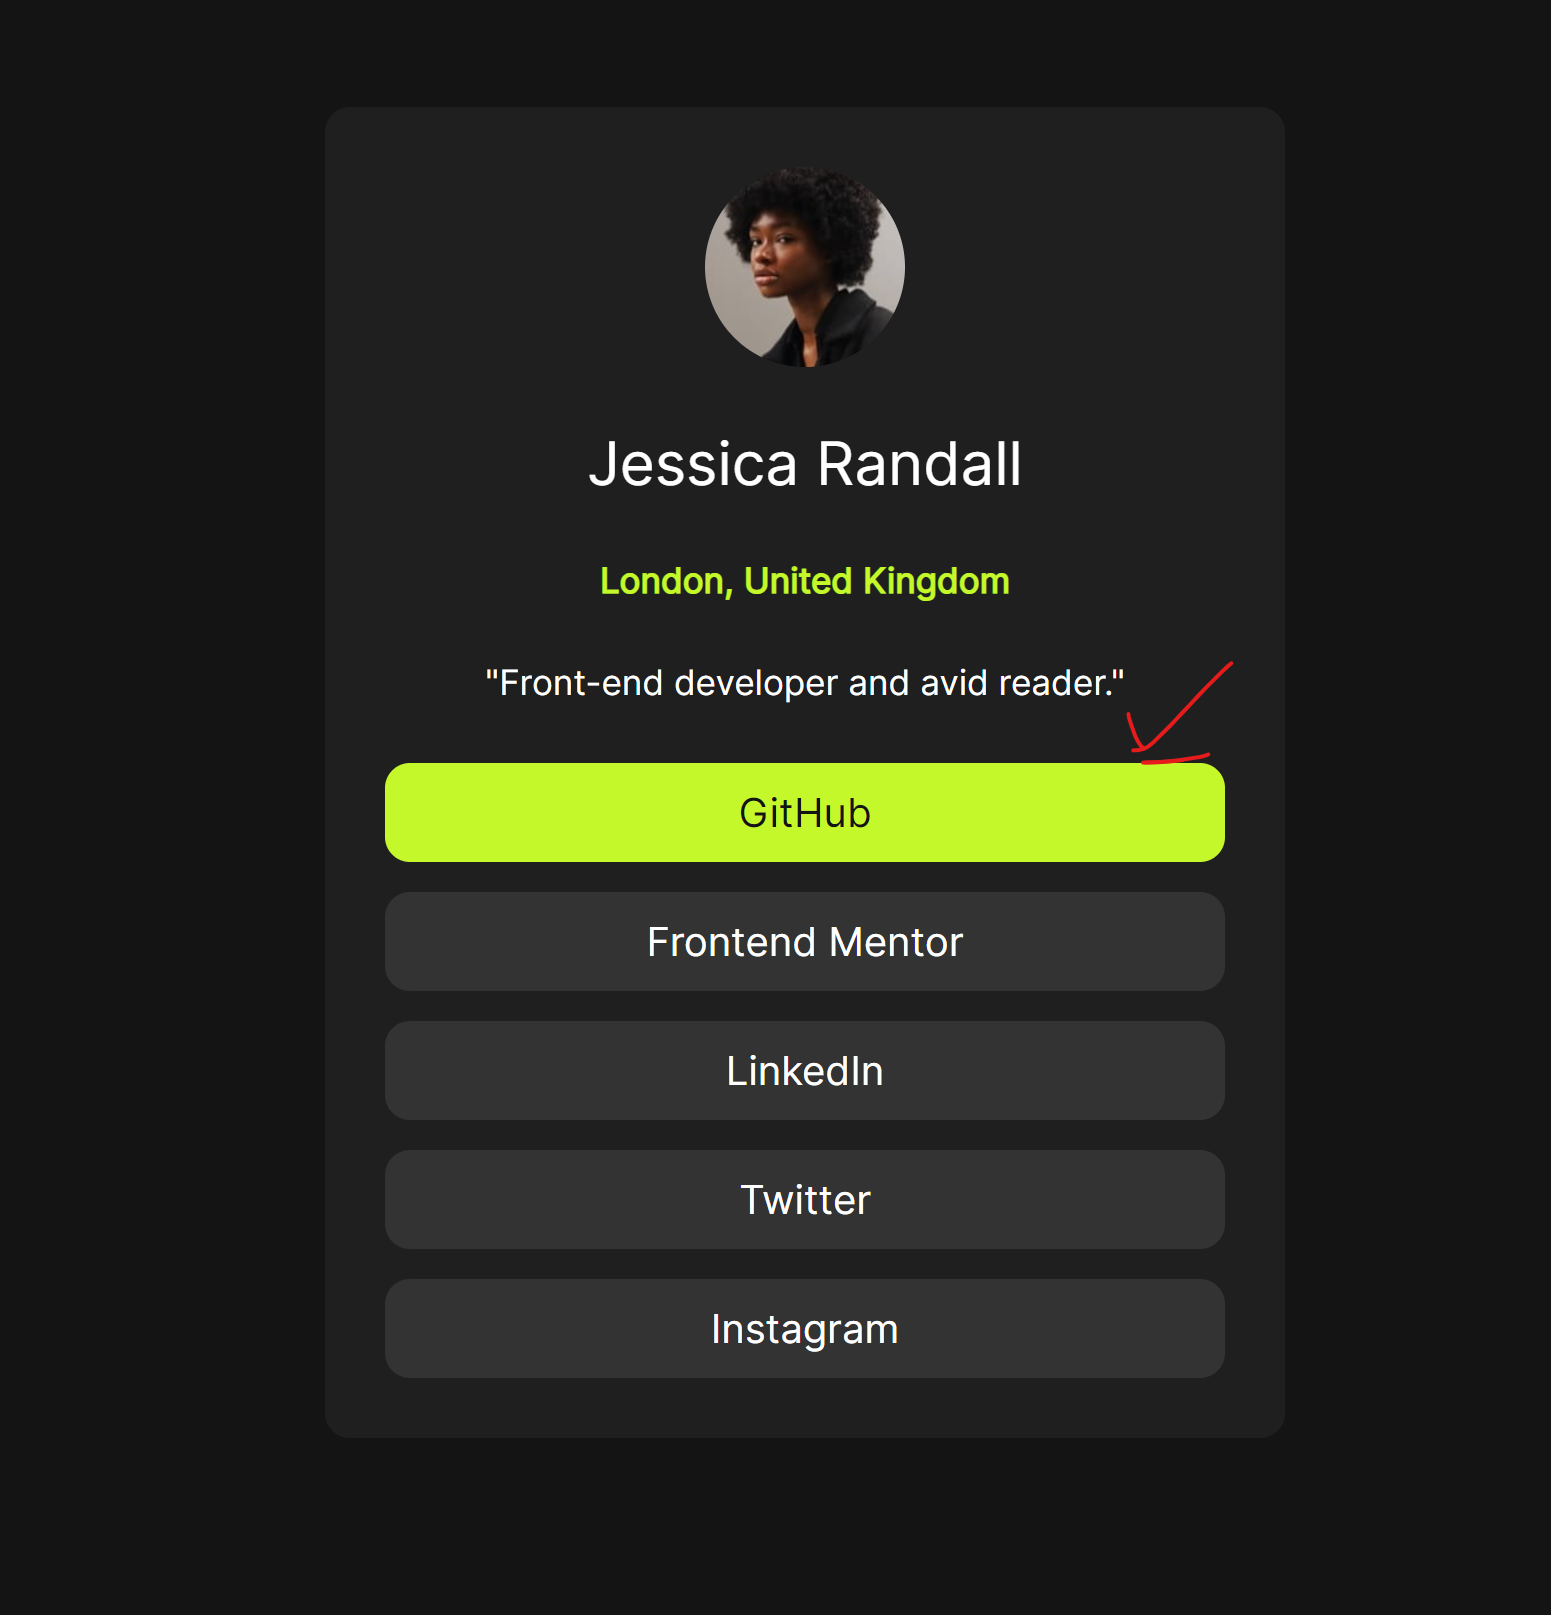 Jessica Randall
London, United Kingdom
"Front-end developer and avid reader."
GitHub
Frontend Mentor
LinkedIn
Twitter
Instagram